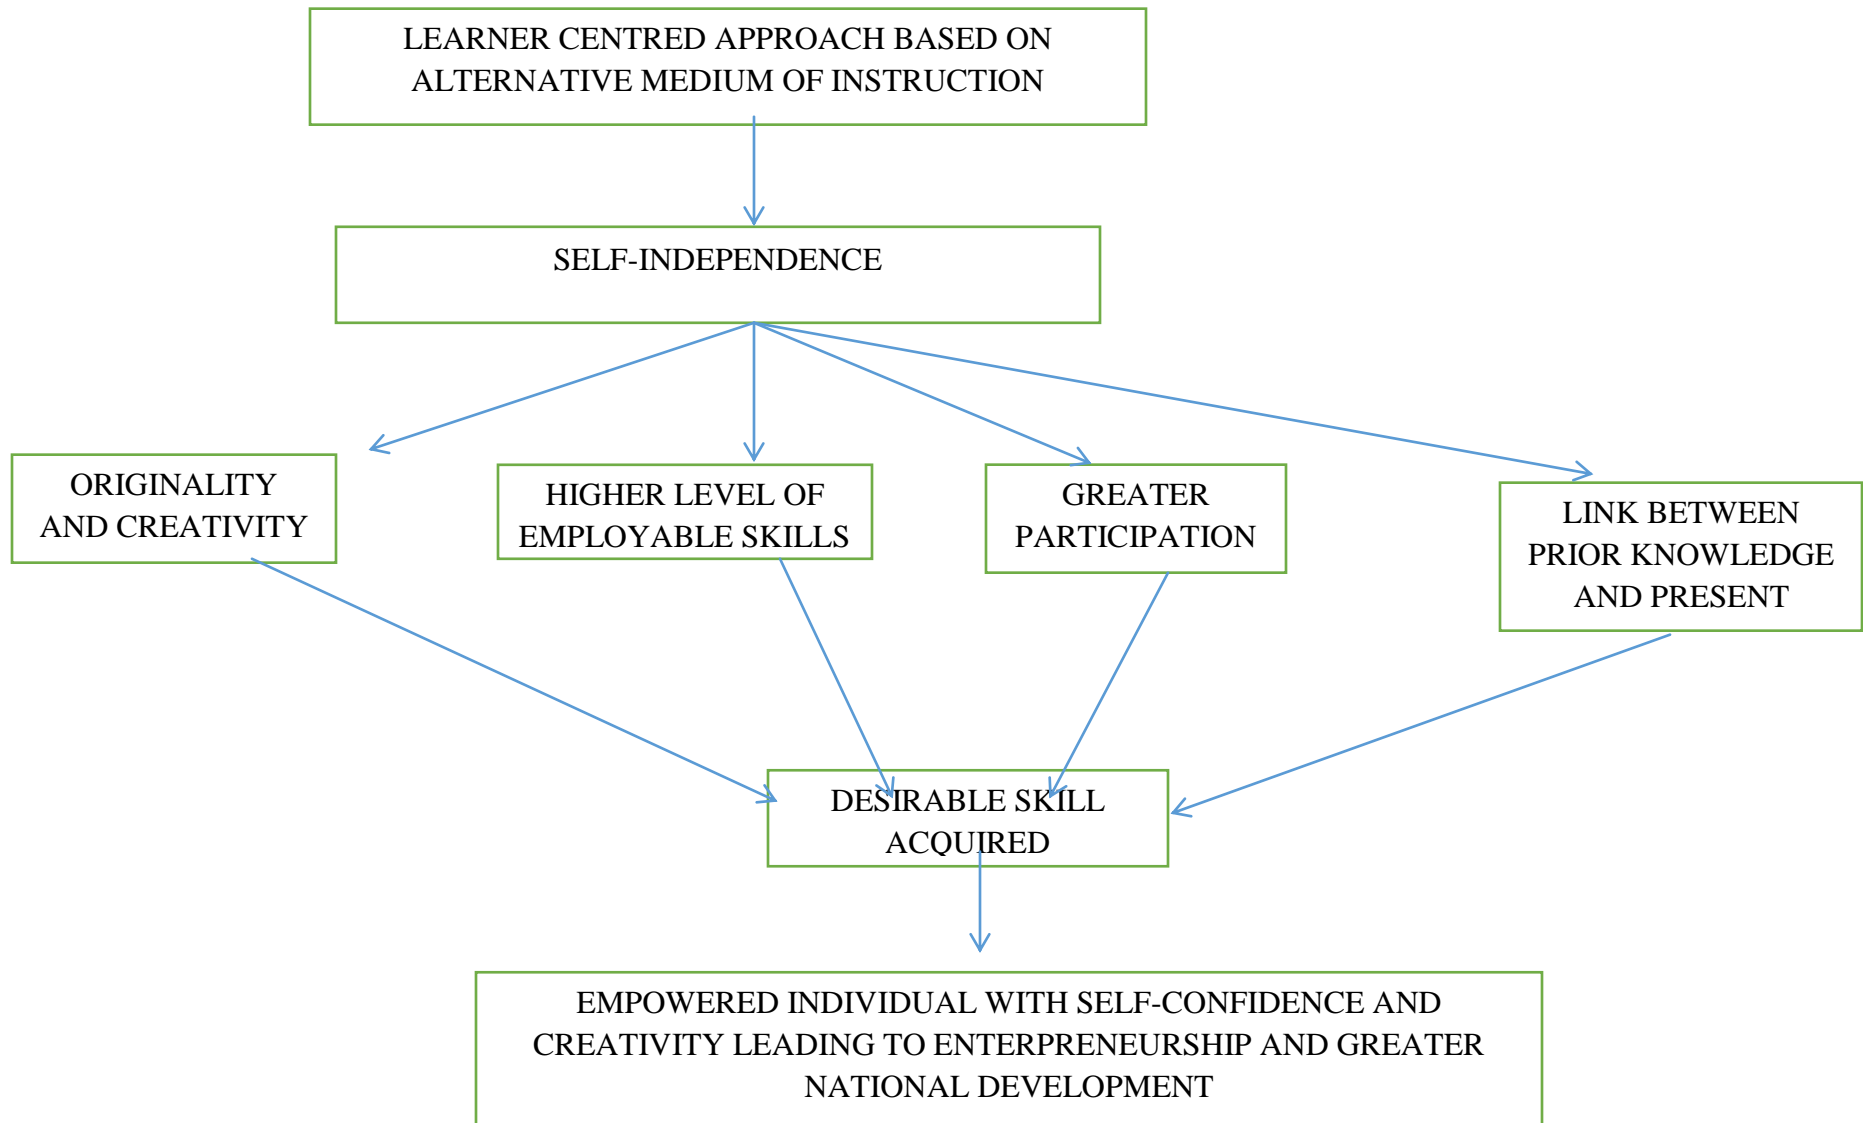 LEARNER CENTRED APPROACH BASED ON
ALTERNATIVE MEDIUM OF INSTRUCTION
SELF-INDEPENDENCE
ORIGINALITY
AND CREATIVITY
HIGHER LEVEL OF
EMPLOYABLE SKILLS
GREATER
PARTICIPATION
LINK BETWEEN
PRIOR KNOWLEDGE
AND PRESENT
DESIRABLE SKILL
ACQUIRED
EMPOWERED INDIVIDUAL WITH SELF-CONFIDENCE AND
CREATIVITY LEADING TO ENTERPRENEURSHIP AND GREATER
NATIONAL DEVELOPMENT